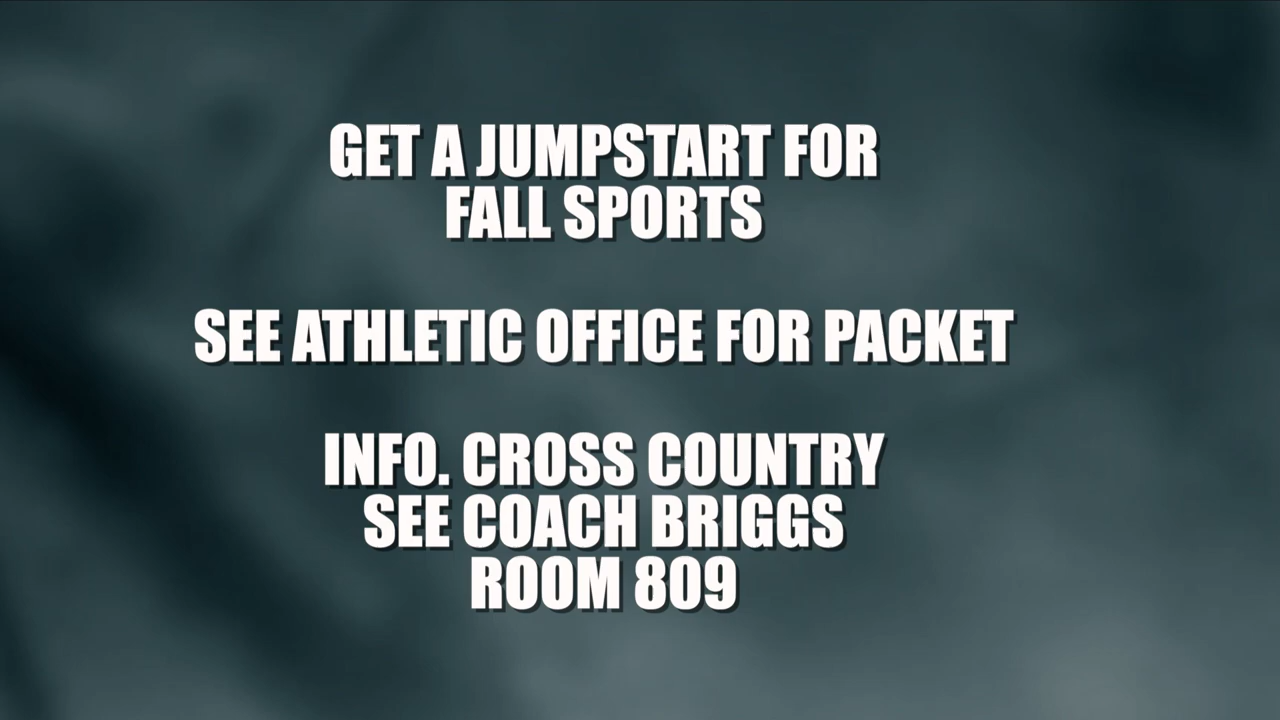 GET A JUMPSTART FOR
FALL SPORTS
SEE ATHLETIC OFFICE FOR PACKET
INFO. CROSS COUNTRY
SEE COACH BRIGGS
ROOM 809